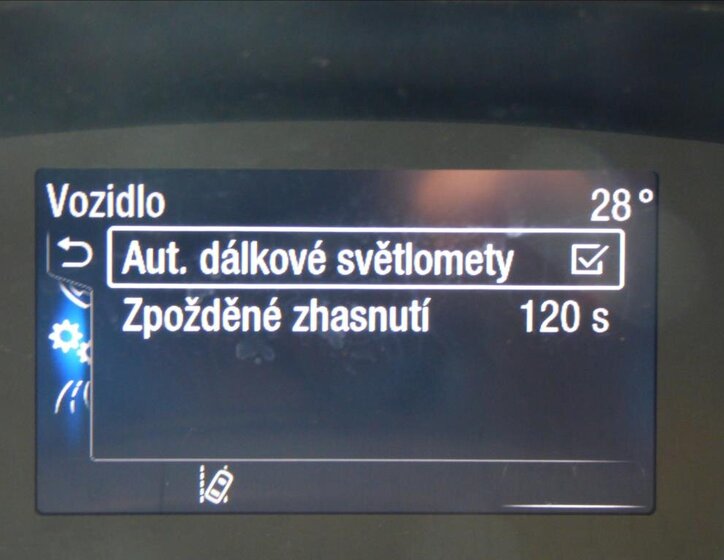 Vozidlo 28°
Aut. dálkové světlomety
Zpožděné zhasnutí 120 s